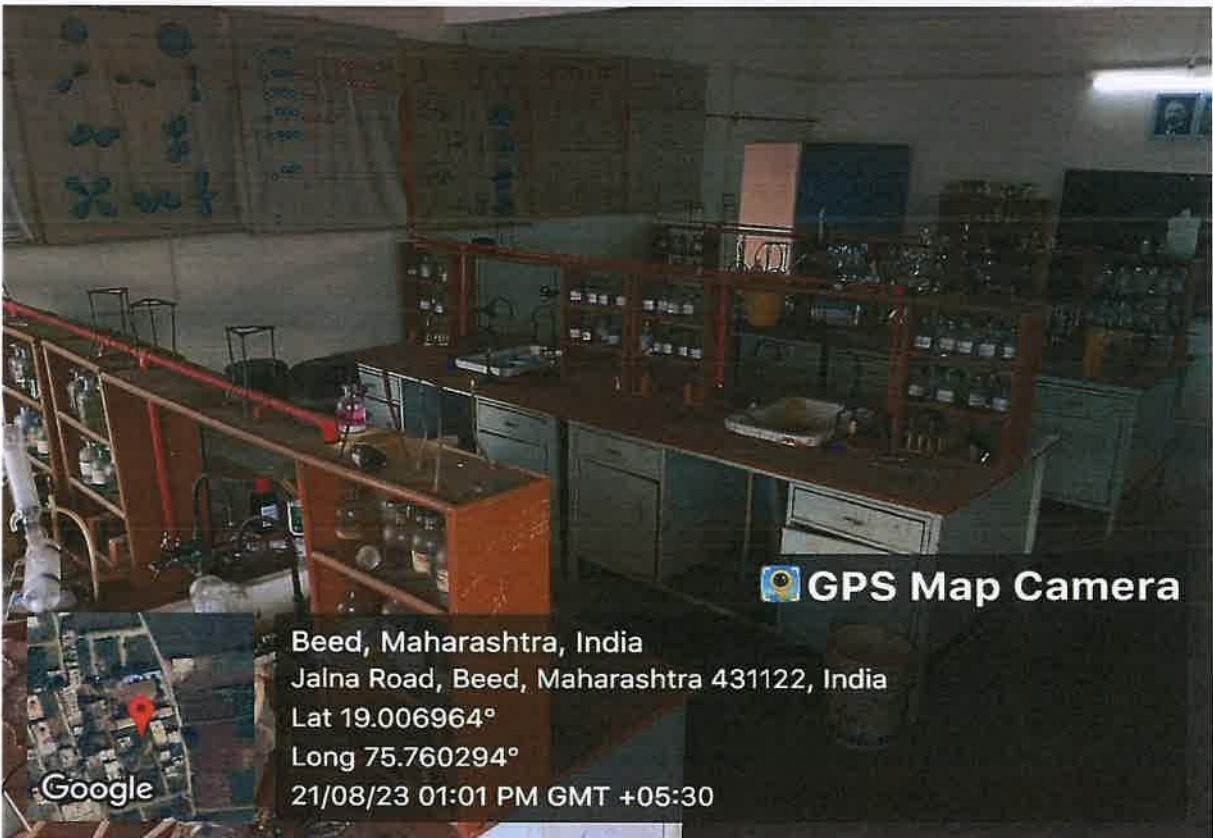 GPS Map Camera
Beed, Maharashtra, India
Jalna Road, Beed, Maharashtra 431122, India
Lat 19.006964°
Long 75.760294°
21/08/23 01:01 PM GMT +05:30
Google